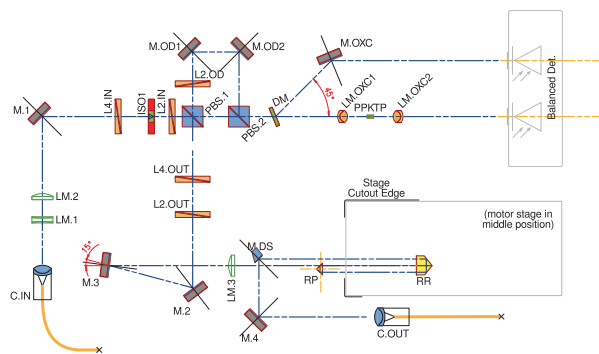 M.OD1
M.OD2
M.OXC
L2.OD
M.1
L4.IN
ISO1
L2.IN
PBS.1
PBS.2
DM
45°
LM.OXC1
PPKTP
LM.OXC2
Balanced Det.
L4.OUT
L2.OUT
LM.2
LM.1
Stage
Cutout Edge
(motor stage in
middle position)
15°
M.3
M.2
LM.3
M.DS
RP
RR
C.IN
M.4
C.OUT